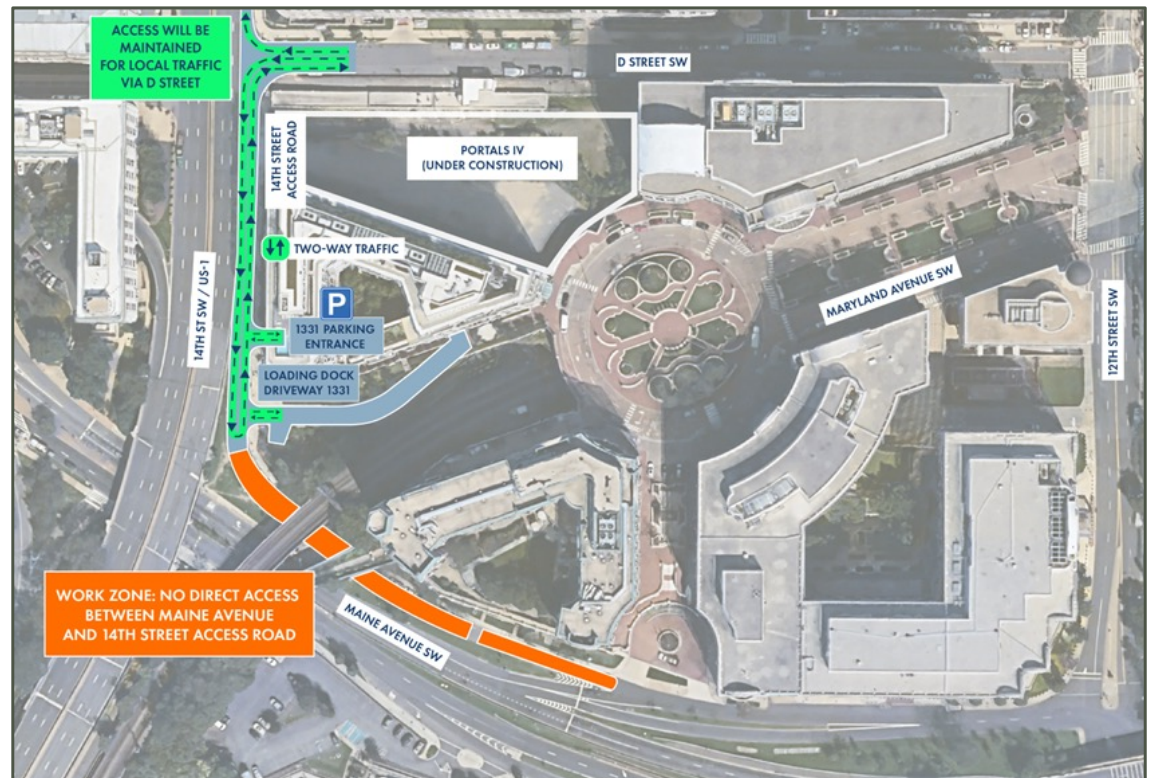 ACCESS WILL BE
MAINTAINED
FOR LOCAL TRAFFIC
VIA D STREET
D STREET SW
14TH STREET
ACCESS ROAD
PORTALS IV
(UNDER CONSTRUCTION)
TWO-WAY TRAFFIC
P
1331 PARKING
ENTRANCE
LOADING DOCK
DRIVEWAY 1331
14TH ST SW / US-1
MARYLAND AVENUE SW
12TH STREET SW
WORK ZONE: NO DIRECT ACCESS
BETWEEN MAINE AVENUE
AND 14TH STREET ACCESS ROAD
MAINE AVENUE SW